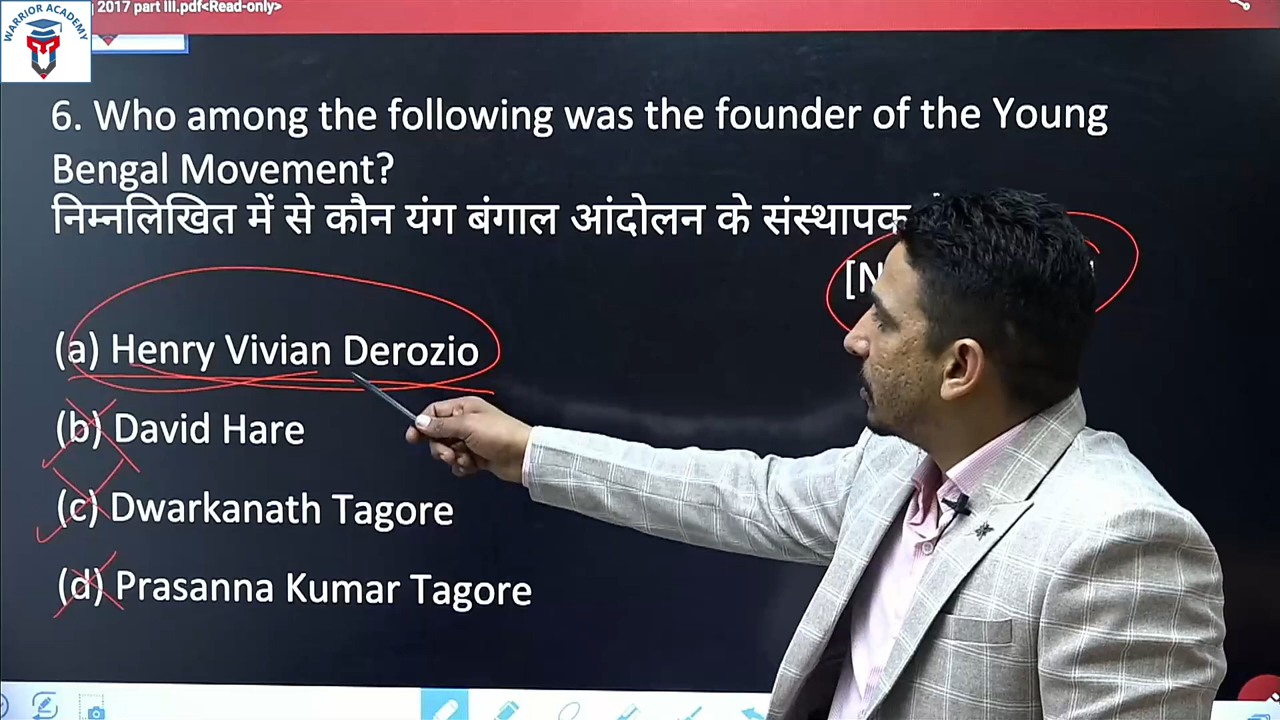 2017 part III.pdf<Read-only>
WARRIOR ACADEMY
6. Who among the following was the founder of the Young
Bengal Movement?
निम्नलिखित में से कौन यंग बंगाल आंदोलन के संस्थापक
(a) Henry Vivian Derozio
(b) David Hare
(c) Dwarkanath Tagore
(d) Prasanna Kumar Tagore